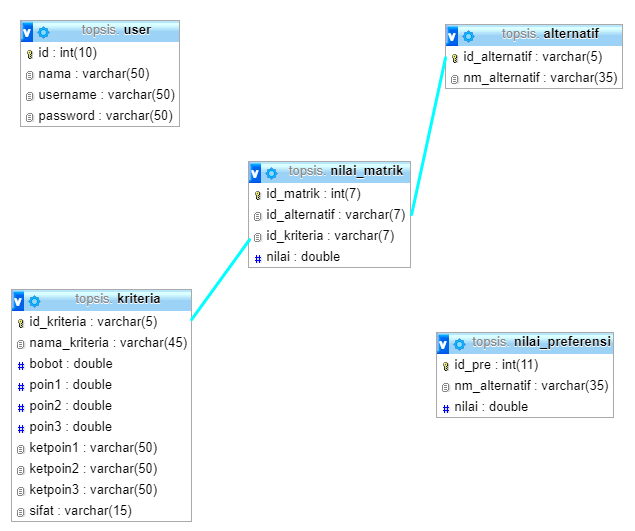 topsis. user
id : int(10)
nama : varchar(50)
username : varchar(50)
password : varchar(50)
topsis. alternatif
id_alternatif : varchar(5)
nm_alternatif : varchar(35)
topsis. nilai_matrik
id_matrik : int(7)
id_alternatif : varchar(7)
id_kriteria : varchar(7)
# nilai : double
topsis. kriteria
id_kriteria : varchar(5)
nama_kriteria : varchar(45)
# bobot : double
# poin1 : double
# poin2 : double
# poin3 : double
ketpoin1 : varchar(50)
ketpoin2 : varchar(50)
ketpoin3 : varchar(50)
sifat : varchar(15)
topsis. nilai_preferensi
id_pre : int(11)
nm_alternatif : varchar(35)
# nilai : double